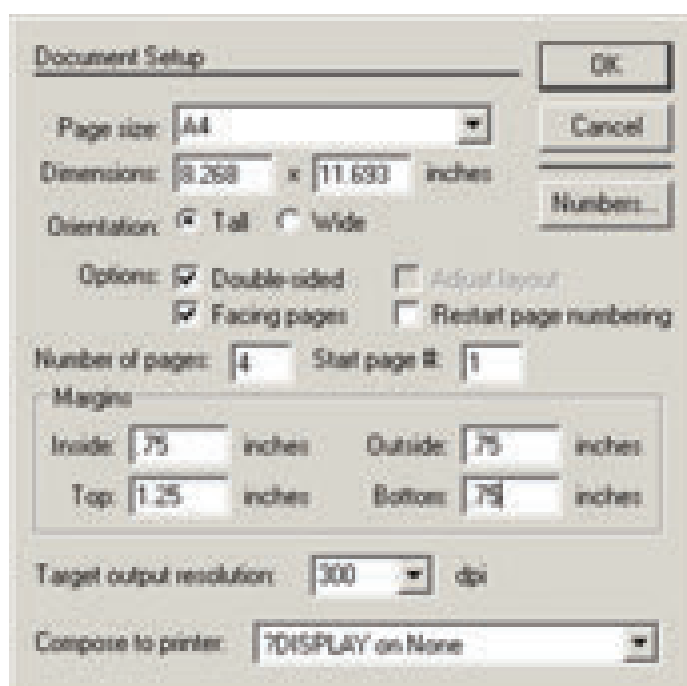 Document Setup
OK
Page size: A4
Cancel
Dimensions: 8.268 x 11.693 inches
Numbers...
Orientation: Tall Wide
Options: Double-sided Adjust layout
Facing pages Restart page numbering
Number of pages: 4 Start page #: 1
Margins
Inside: .75 inches Outside: .75 inches
Top: 1.25 inches Bottom: .75 inches
Target output resolution: 300 dpi
Compose to printer: ?DISPLAY on None